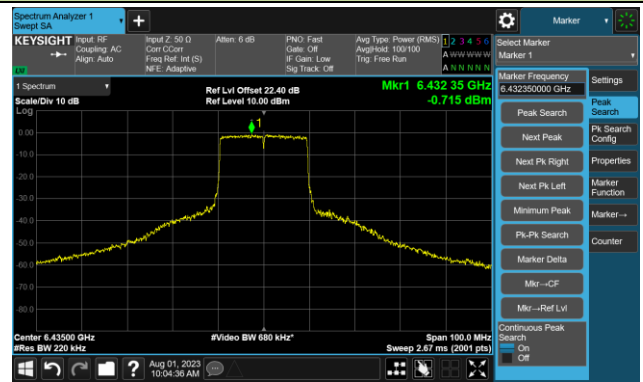 Spectrum Analyzer 1
Swept SA
Marker
KEYSIGHT
Input: RF
Coupling: AC
Align: Auto
Input Z: 50 Ω
Corr CCorr
Freq Ref: Int (S)
NFE: Adaptive
Atten: 6 dB
PNO: Fast
Gate: Off
IF Gain: Low
Sig Track: Off
Avg Type: Power (RMS)
Avg|Hold: 100/100
Trig: Free Run
1 2 3 4 5 6
A W W W W W
A N N N N N
Select Marker
Marker 1
1 Spectrum
Scale/Div 10 dB
Log
Ref Lvl Offset 22.40 dB
Ref Level 10.00 dBm
Mkr1 6.432 35 GHz
-0.715 dBm
1
0.00
-10.0
-20.0
-30.0
-40.0
-50.0
-60.0
-70.0
-80.0
Center 6.43500 GHz
#Res BW 220 kHz
#Video BW 680 kHz*
Span 100.0 MHz
Sweep 2.67 ms (2001 pts)
Marker Frequency
6.432350000 GHz
Peak Search
Next Peak
Next Pk Right
Next Pk Left
Minimum Peak
Pk-Pk Search
Marker Delta
Mkr→CF
Mkr→Ref Lvl
Continuous Peak
Search
On
Off
Settings
Peak
Search
Pk Search
Config
Properties
Marker
Function
Marker→
Counter
Aug 01, 2023
10:04:36 AM